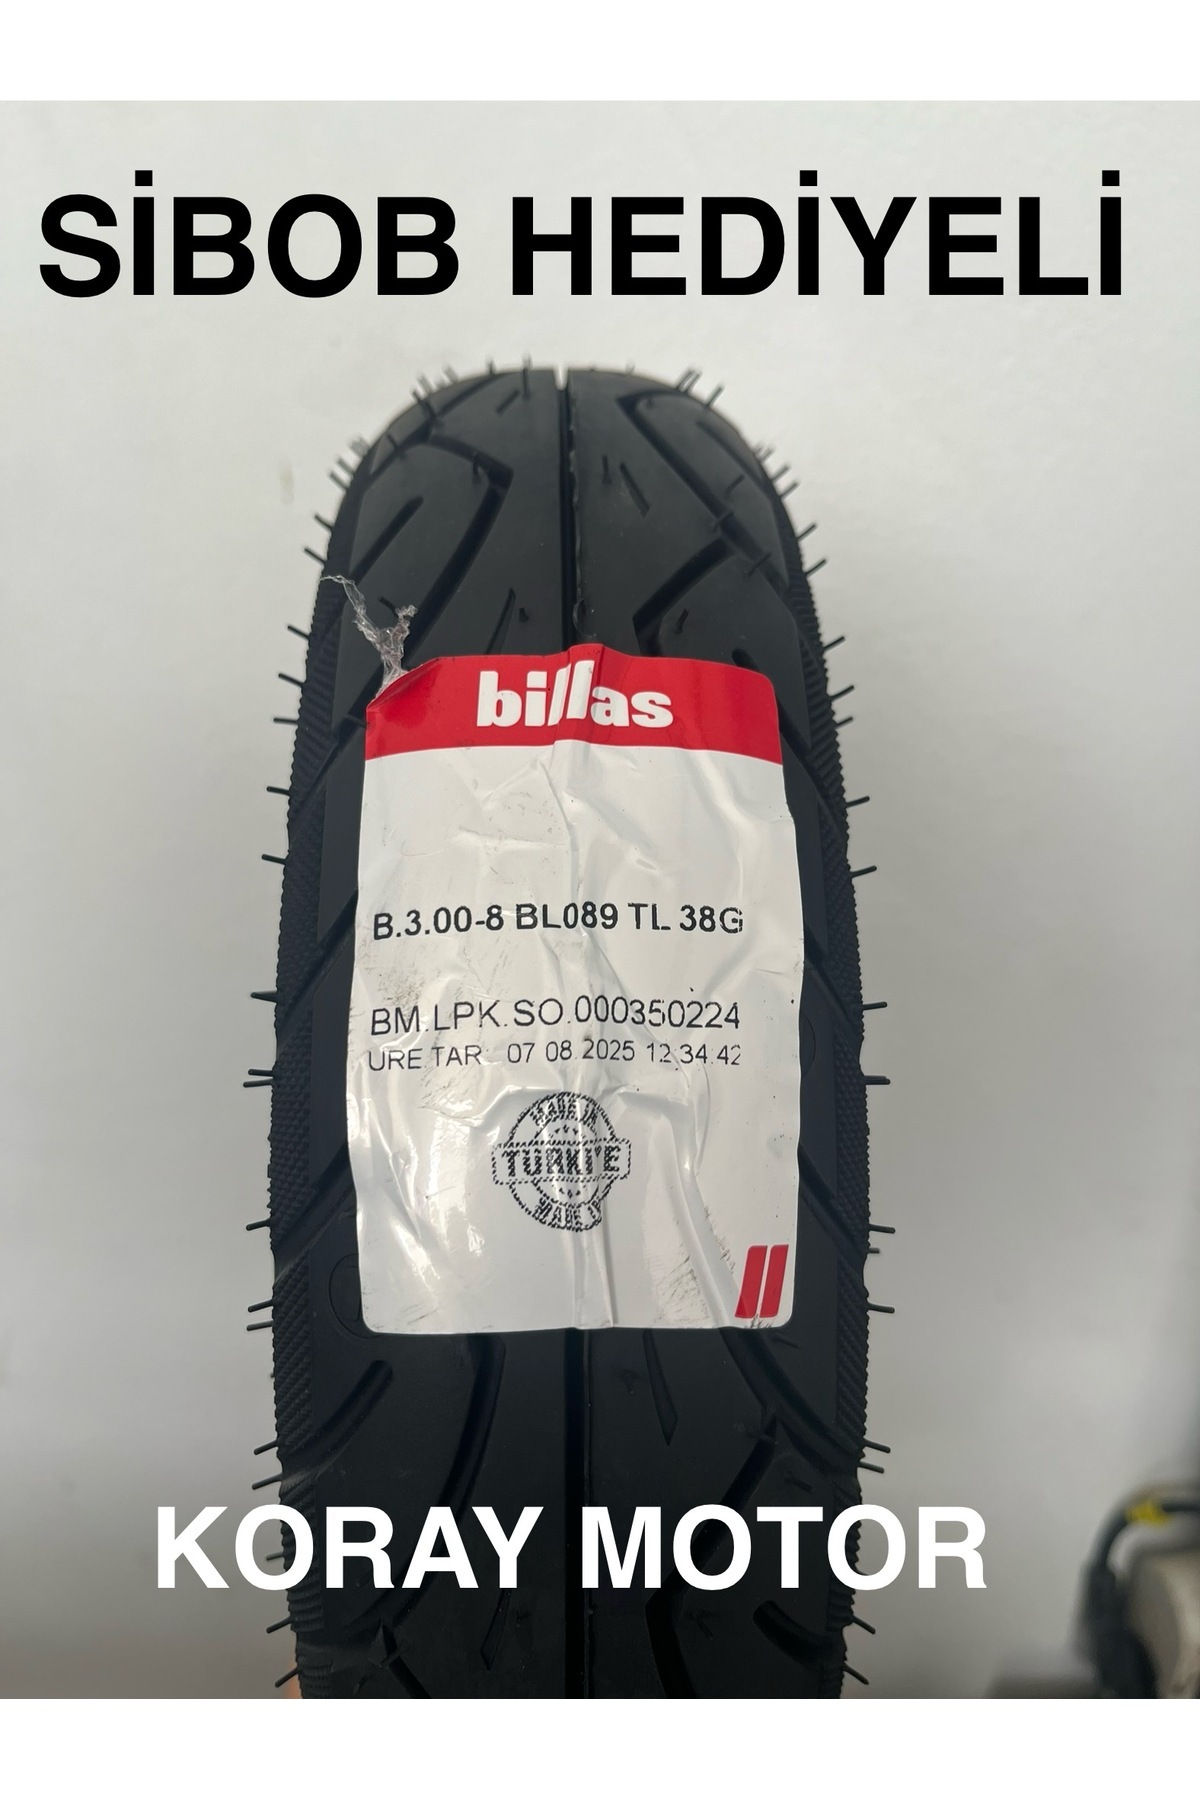 SİBOB HEDİYELİ
billas
B.3.00-8 BL089 TL 38G
BM.LPK.SO.000350224
URE.TAR: 07.08.2025 12:34:42
TÜRKİYE
KORAY MOTOR